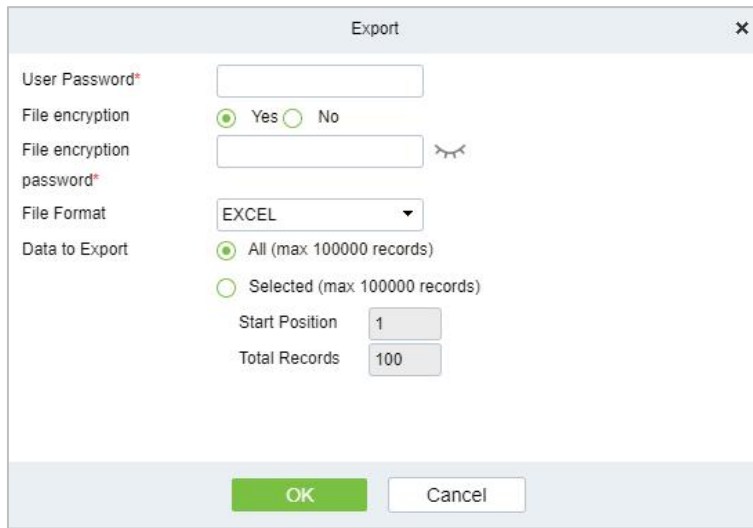 Export
User Password*
File encryption Yes No
File encryption
password*
File Format EXCEL
Data to Export All (max 100000 records)
Selected (max 100000 records)
Start Position 1
Total Records 100
OK Cancel